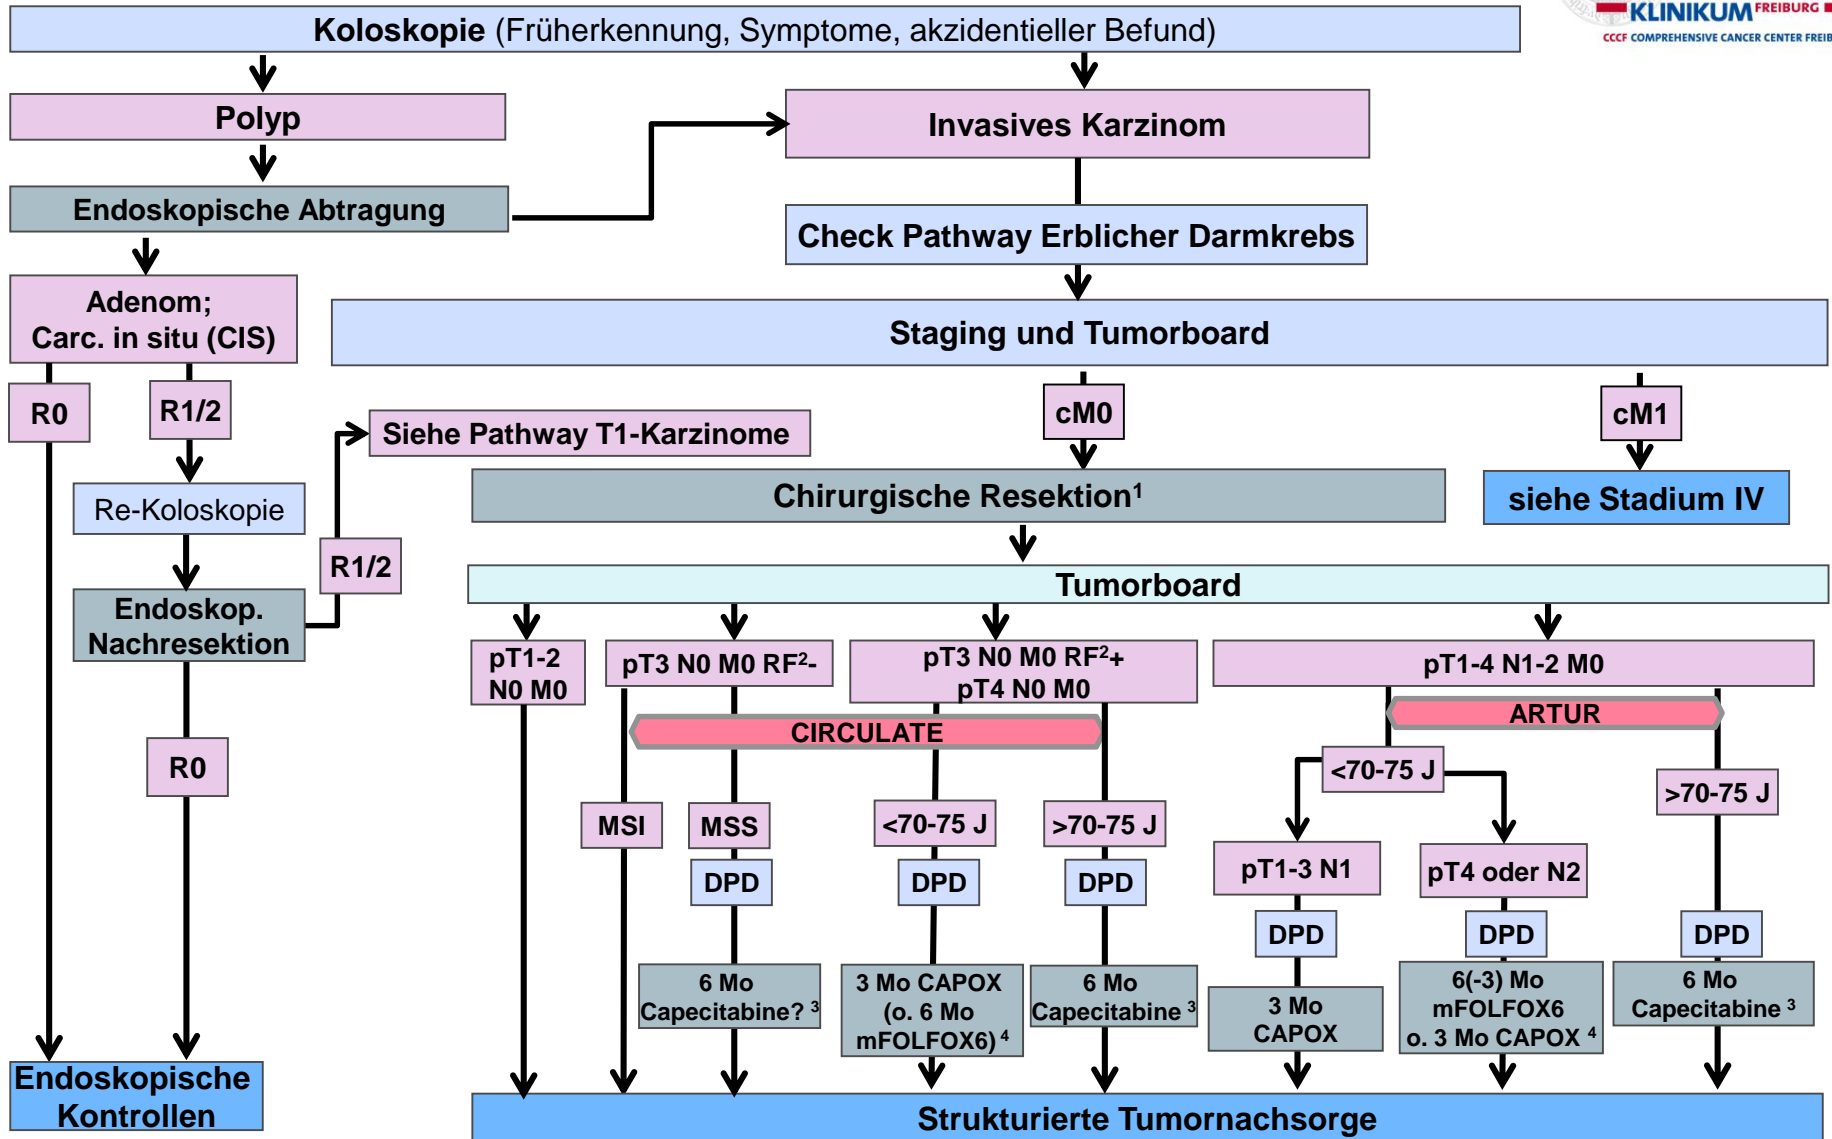 KLINIKUM FREIBURG
CCCF COMPREHENSIVE CANCER CENTER
Koloskopie (Früherkennung, Symptome, akzidentieller Befund)
Polyp
Invasives Karzinom
Endoskopische Abtragung
Check Pathway Erblicher Darmkrebs
Adenom;
Carc. in situ (CIS)
Staging und Tumorboard
R0
R1/2
cM0
cM1
Siehe Pathway T1-Karzinome
Re-Koloskopie
Chirurgische Resektion¹
siehe Stadium IV
R1/2
Tumorboard
Endoskop.
Nachresektion
pT1-2
N0 M0
pT3 N0 M0 RF²-
pT3 N0 M0 RF²+
pT4 N0 M0
pT1-4 N1-2 M0
CIRCULATE
ARTUR
R0
<70-75 J
>70-75 J
MSI
MSS
<70-75 J
>70-75 J
pT1-3 N1
pT4 oder N2
DPD
DPD
DPD
DPD
DPD
DPD
6 Mo
Capecitabine? ³
3 Mo CAPOX
(o. 6 Mo
mFOLFOX6) ⁴
6 Mo
Capecitabine ³
3 Mo
CAPOX
6(-3) Mo
mFOLFOX6
o. 3 Mo CAPOX ⁴
6 Mo
Capecitabine ³
Endoskopische
Kontrollen
Strukturierte Tumornachsorge